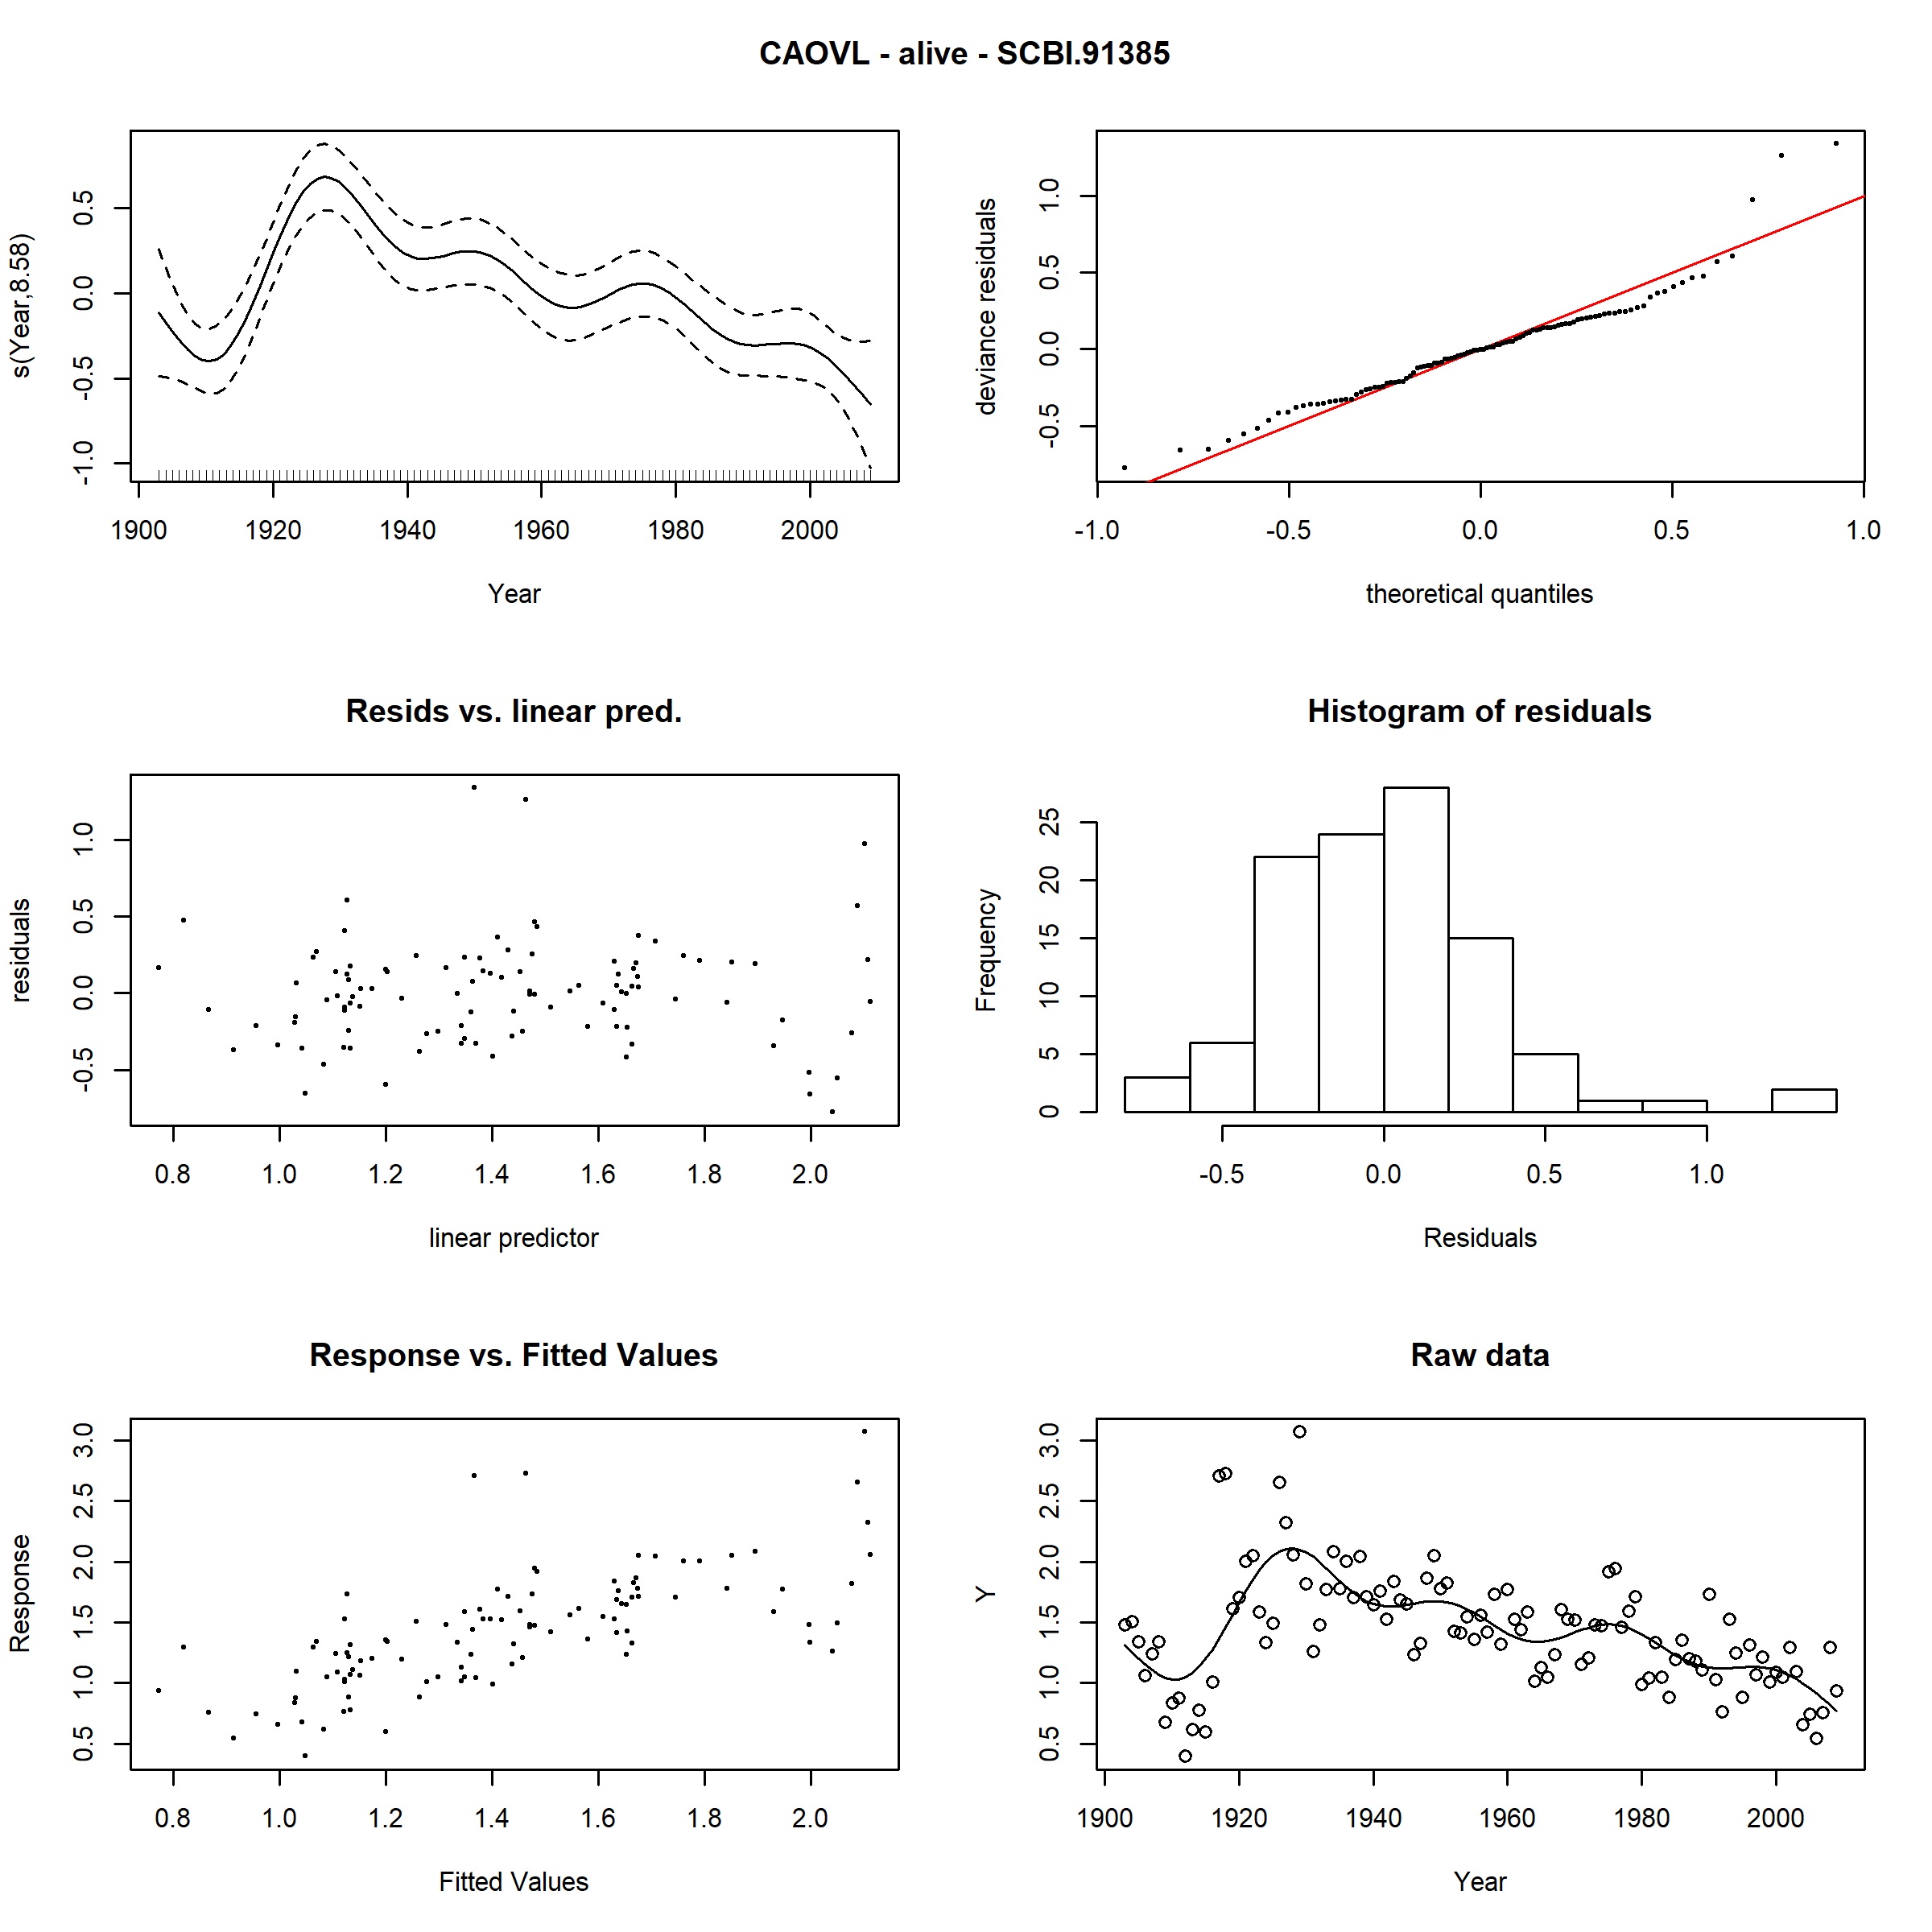 CAOVL - alive - SCBI.91385
s(Year,8.58)
-1.0 -0.5 0.0 0.5
1900 1920 1940 1960 1980 2000
Year
deviance residuals
-0.5 0.0 0.5 1.0
-1.0 -0.5 0.0 0.5 1.0
theoretical quantiles
Resids vs. linear pred.
residuals
-0.5 0.0 0.5 1.0
0.8 1.0 1.2 1.4 1.6 1.8 2.0
linear predictor
Histogram of residuals
Frequency
0 5 10 15 20 25
-0.5 0.0 0.5 1.0
Residuals
Response vs. Fitted Values
Response
0.5 1.0 1.5 2.0 2.5 3.0
0.8 1.0 1.2 1.4 1.6 1.8 2.0
Fitted Values
Raw data
Y
0.5 1.0 1.5 2.0 2.5 3.0
1900 1920 1940 1960 1980 2000
Year